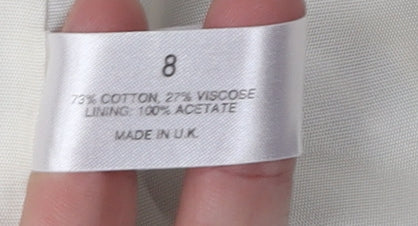 8
73% COTTON, 27% VISCOSE
LINING: 100% ACETATE
MADE IN U.K.